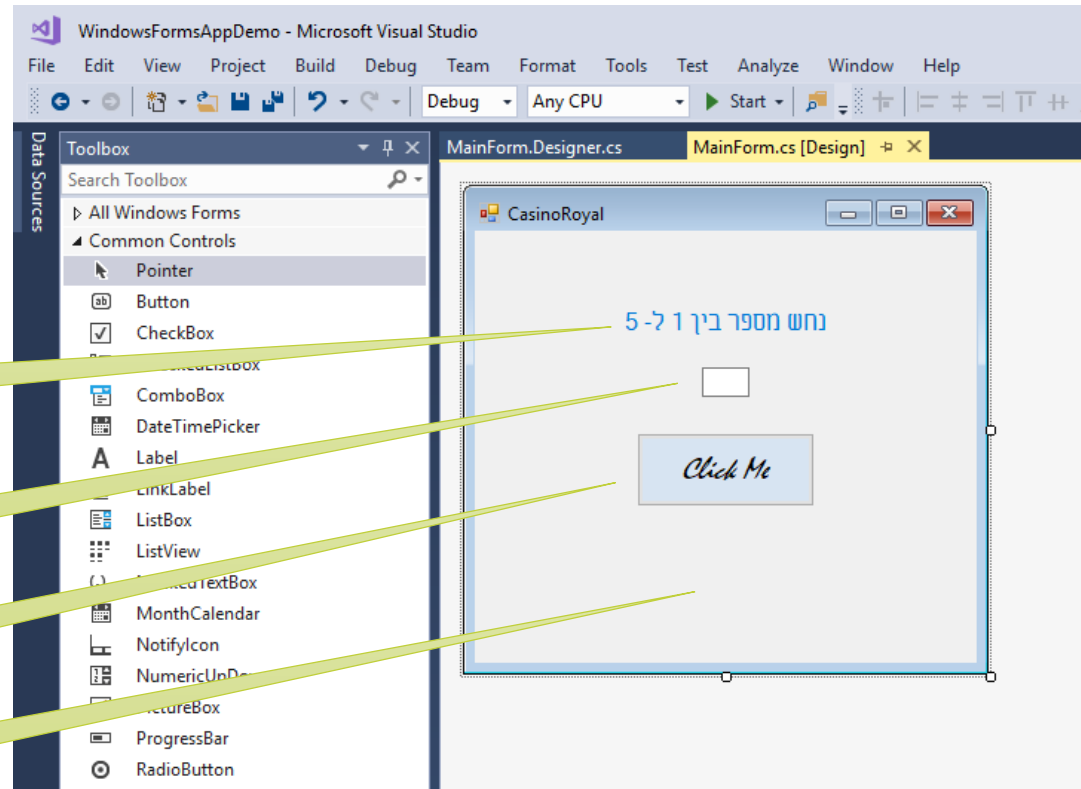 WindowsFormsAppDemo - Microsoft Visual Studio
File Edit View Project Build Debug Team Format Tools Test Analyze Window Help
Debug Any CPU Start
Data Sources
Toolbox
Search Toolbox
All Windows Forms
Common Controls
Pointer
Button
CheckBox
ComboBox
DateTimePicker
Label
LinkLabel
ListBox
ListView
MonthCalendar
NotifyIcon
ProgressBar
RadioButton
MainForm.Designer.cs MainForm.cs [Design]
CasinoRoyal
נחש מספר בין 1 ל- 5
Click Me